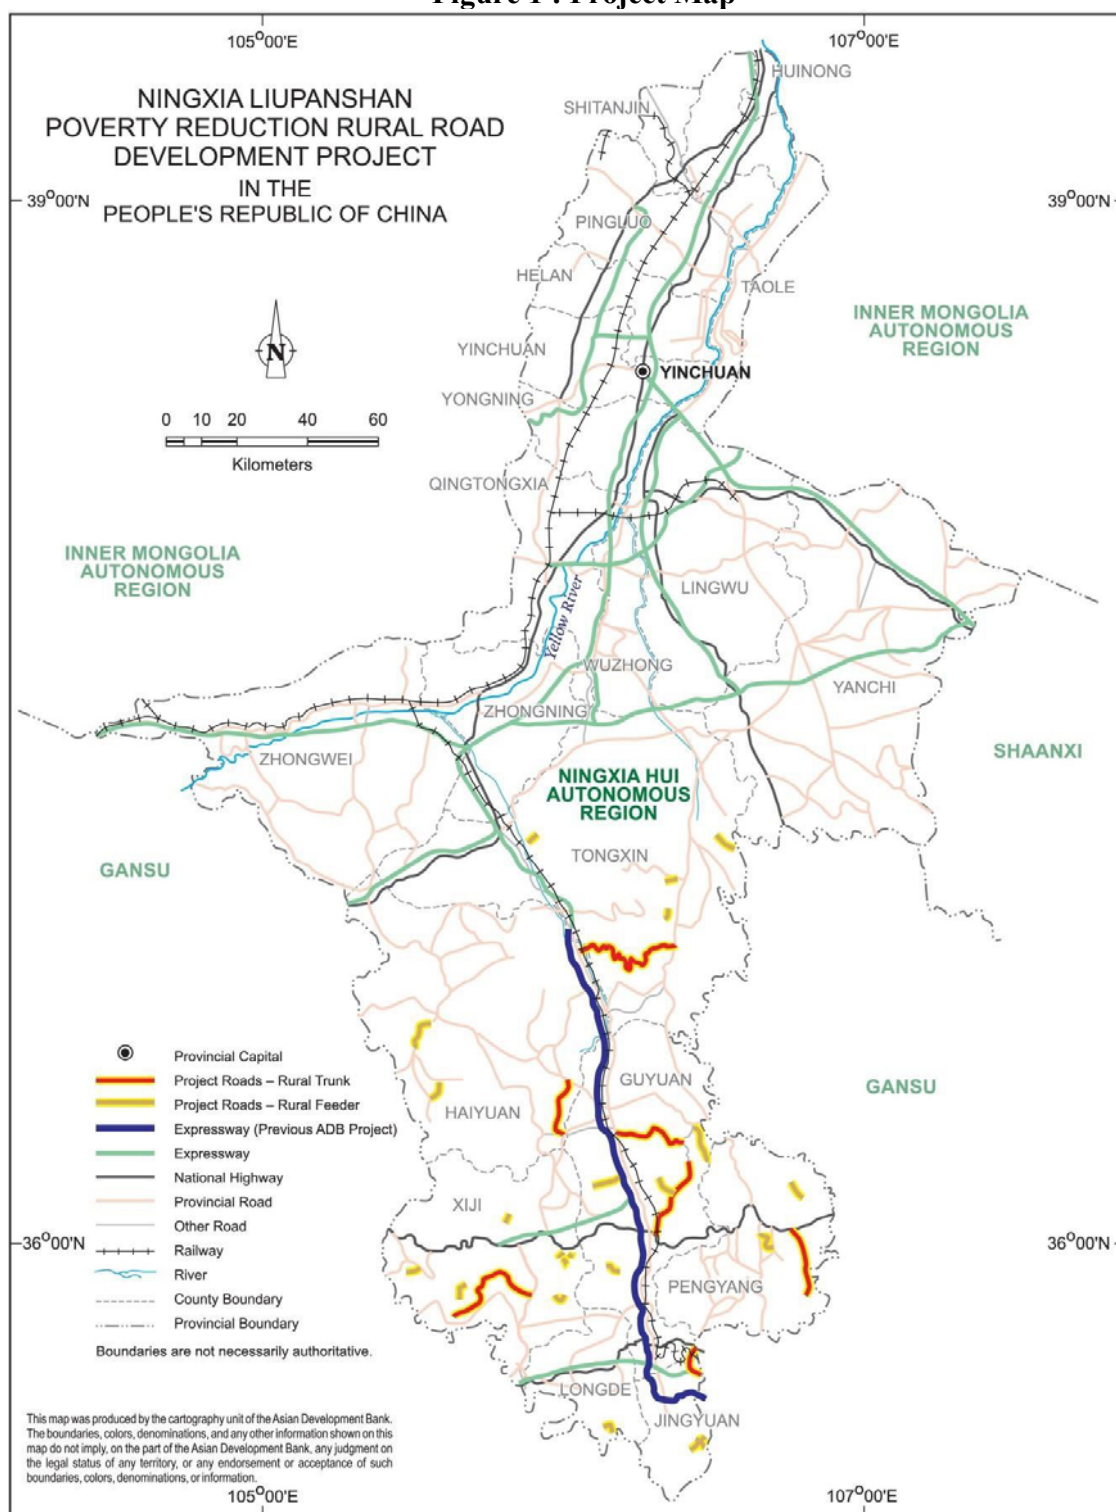 Figure 1 : Project Map
105°00'E
107°00'E
NINGXIA LIUPANSHAN
POVERTY REDUCTION RURAL ROAD
DEVELOPMENT PROJECT
IN THE
PEOPLE'S REPUBLIC OF CHINA
HUINONG
SHITANJIN
39°00'N
39°00'N
PINGLUO
HELAN
TAOLE
INNER MONGOLIA
AUTONOMOUS
REGION
N
YINCHUAN
YINCHUAN
YONGNING
0 10 20 40 60
Kilometers
QINGTONGXIA
INNER MONGOLIA
AUTONOMOUS
REGION
LINGWU
Yellow River
WUZHONG
YANCHI
ZHONGNING
ZHONGWEI
SHAANXI
NINGXIA HUI
AUTONOMOUS
REGION
TONGXIN
GANSU
Provincial Capital
Project Roads – Rural Trunk
Project Roads – Rural Feeder
Expressway (Previous ADB Project)
Expressway
National Highway
Provincial Road
Other Road
Railway
River
County Boundary
Provincial Boundary
Boundaries are not necessarily authoritative.
GUYUAN
GANSU
HAIYUAN
XIJI
36°00'N
36°00'N
PENGYANG
LONGDE
JINGYUAN
This map was produced by the cartography unit of the Asian Development Bank.
The boundaries, colors, denominations, and any other information shown on this
map do not imply, on the part of the Asian Development Bank, any judgment on
the legal status of any territory, or any endorsement or acceptance of such
boundaries, colors, denominations, or information.
105°00'E
107°00'E